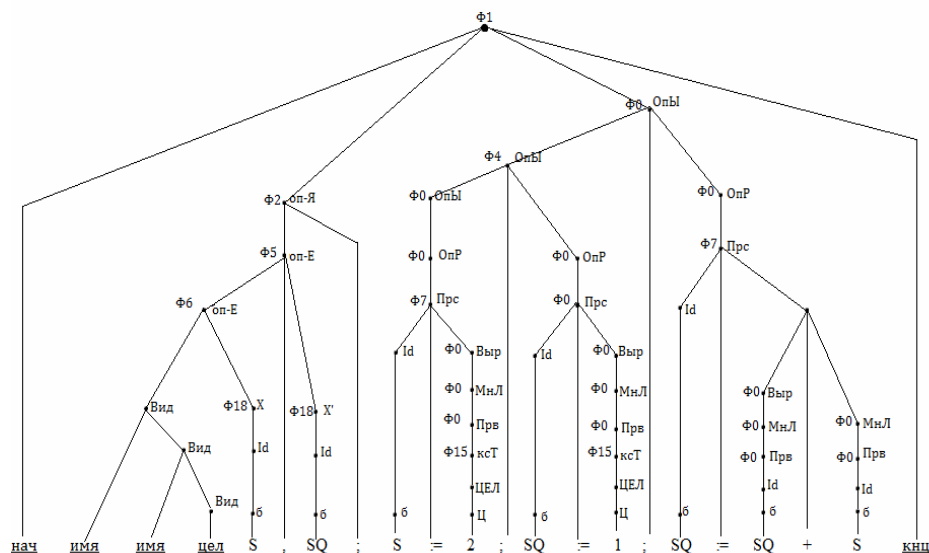 Ф1
Ф0 ОпЫ
Ф4 ОпЫ
Ф2 оп-Я Ф0 ОпЫ Ф0 ОпР
Ф5 оп-Е Ф0 ОпР Ф0 ОпР Ф7 Прс
Ф6 оп-Е Ф7 Прс Ф0 Прс Id
Id Ф0 Выр Id Ф0 Выр
Ф0 МнЛ Ф0 МнЛ Ф0 Выр
Вид Ф18 X Ф18 X'
Ф0 Прв Ф0 Прв Ф0 МнЛ Ф0 МнЛ
Вид Id Id Ф15 ксТ Ф15 ксТ Ф0 Прв Ф0 Прв
ЦЕЛ ЦЕЛ Id Id
Вид б б б Ц б Ц б б б
нач имя имя цел S , SQ ; S := 2 ; SQ := 1 ; SQ := SQ + S кнц